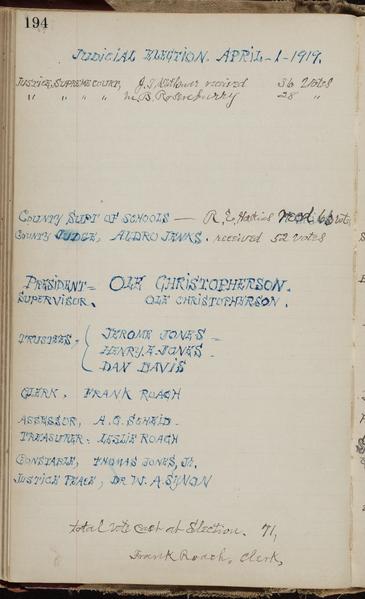 194
JUDICIAL ELECTION. APRIL-1-1919.
JUSTICE, SUPREME COURT, received 36 Votes
" " " " M.B. Rosenberry 28 "
COUNTY SUPT OF SCHOOLS — R. E. recd votes
COUNTY JUDGE, ALDRO JENKS. received 52 votes
PRESIDENT = OLE CHRISTOPHERSON.
SUPERVISOR. OLE CHRISTOPHERSON.
TRUSTEES, JEROME JONES -
HENRY. E. JONES -
DAN DAVIS
CLERK, FRANK ROACH
ASSESSOR, A.G. SCHEID -
TREASURER. LESLIE ROACH
CONSTABLE, THOMAS JONES, Jr.
JUSTICE PEACE, DR W. A. SYNON
total vote cast at Election. 71,
Frank Roach, Clerk,